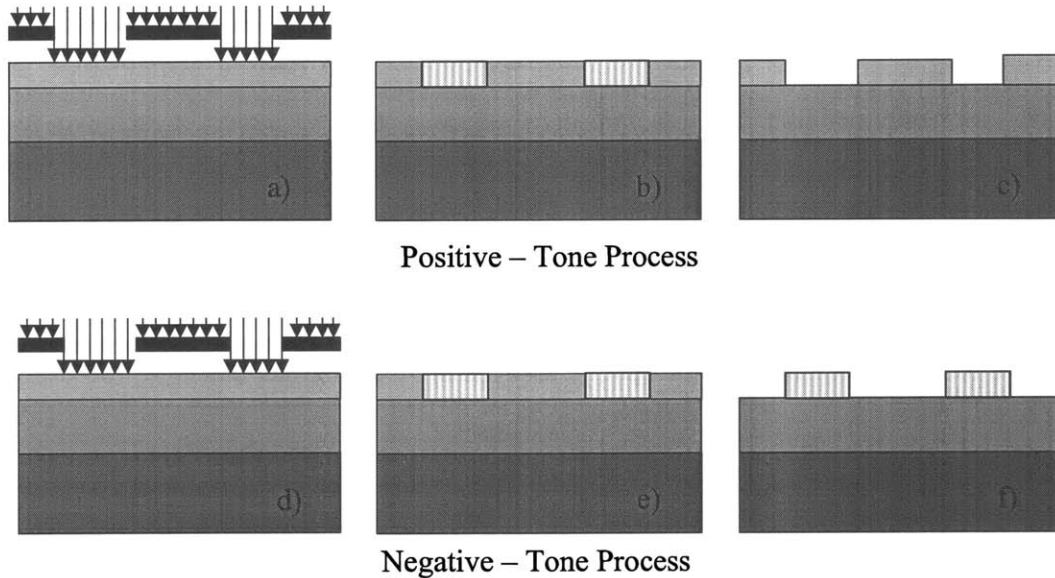 a)
b)
c)
Positive – Tone Process
d)
e)
f)
Negative – Tone Process